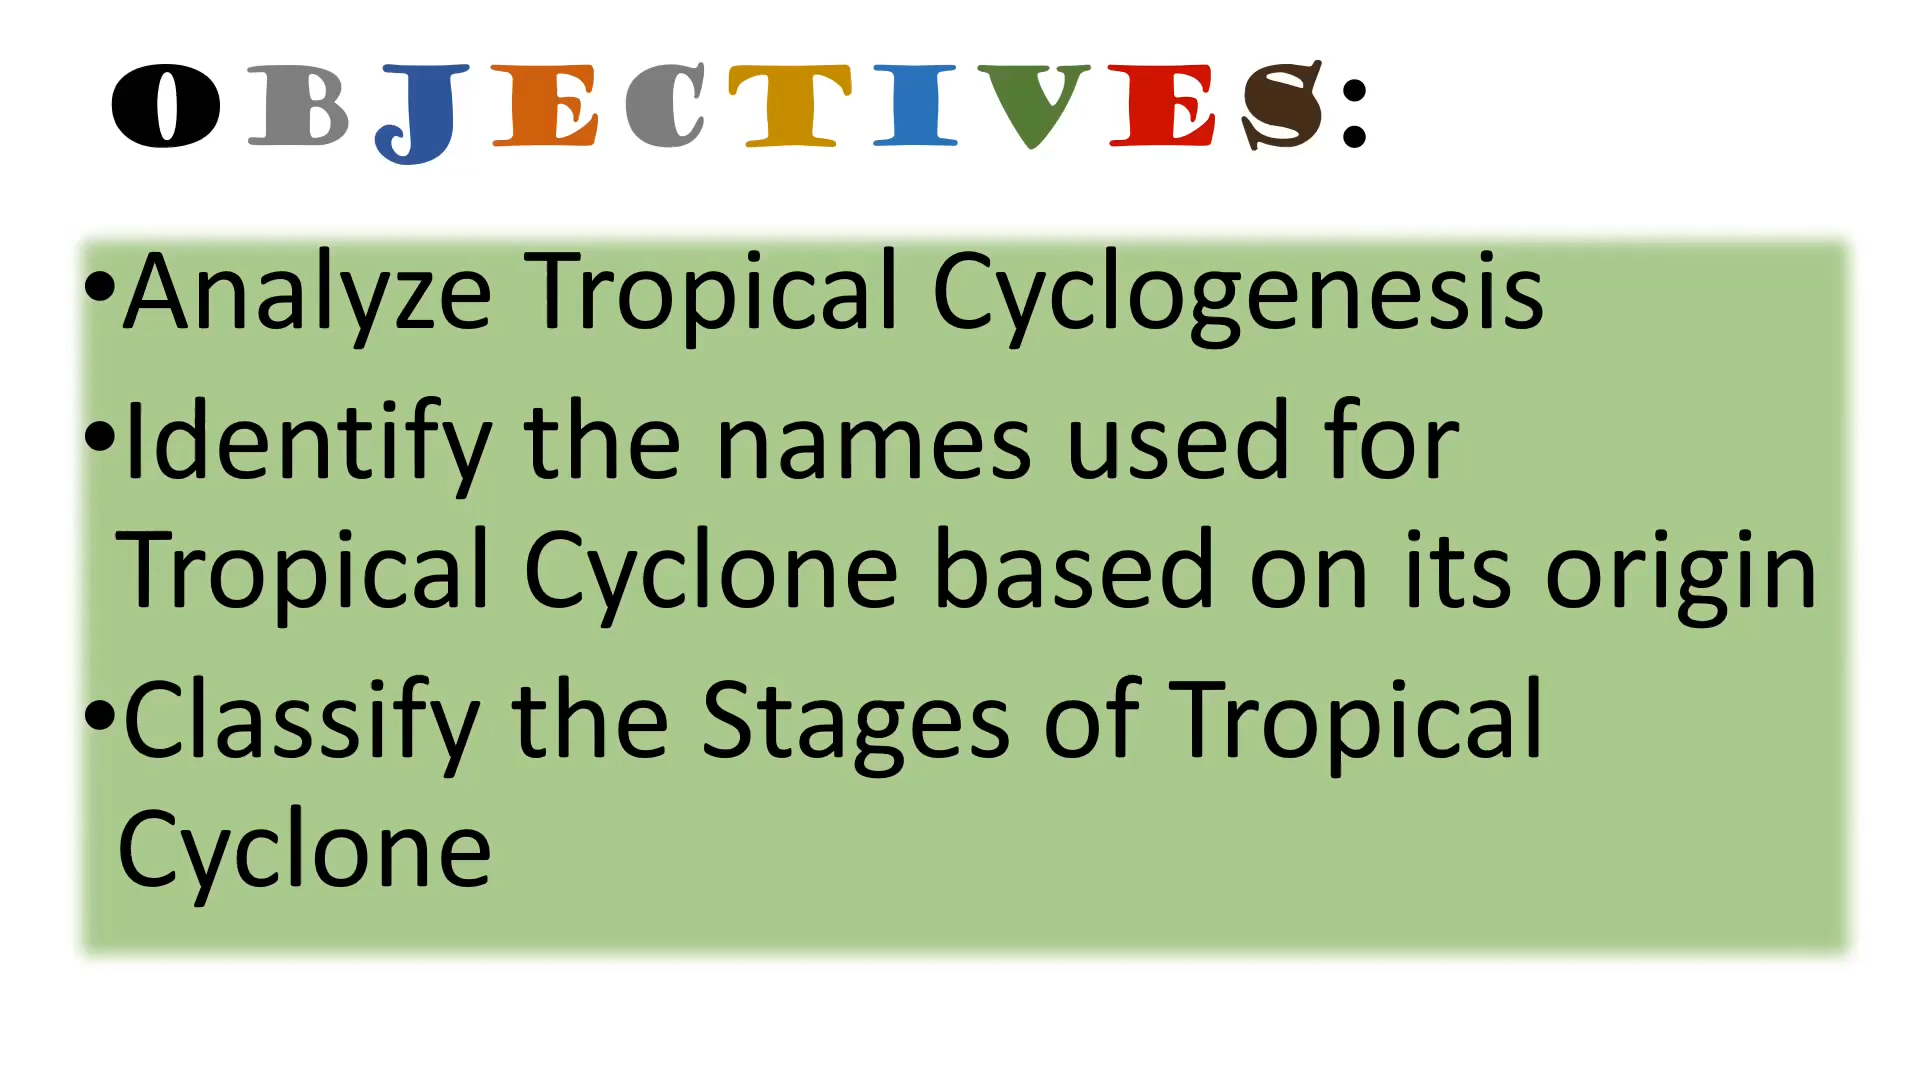 OBJECTIVES:
•Analyze Tropical Cyclogenesis
•Identify the names used for
Tropical Cyclone based on its origin
•Classify the Stages of Tropical
Cyclone